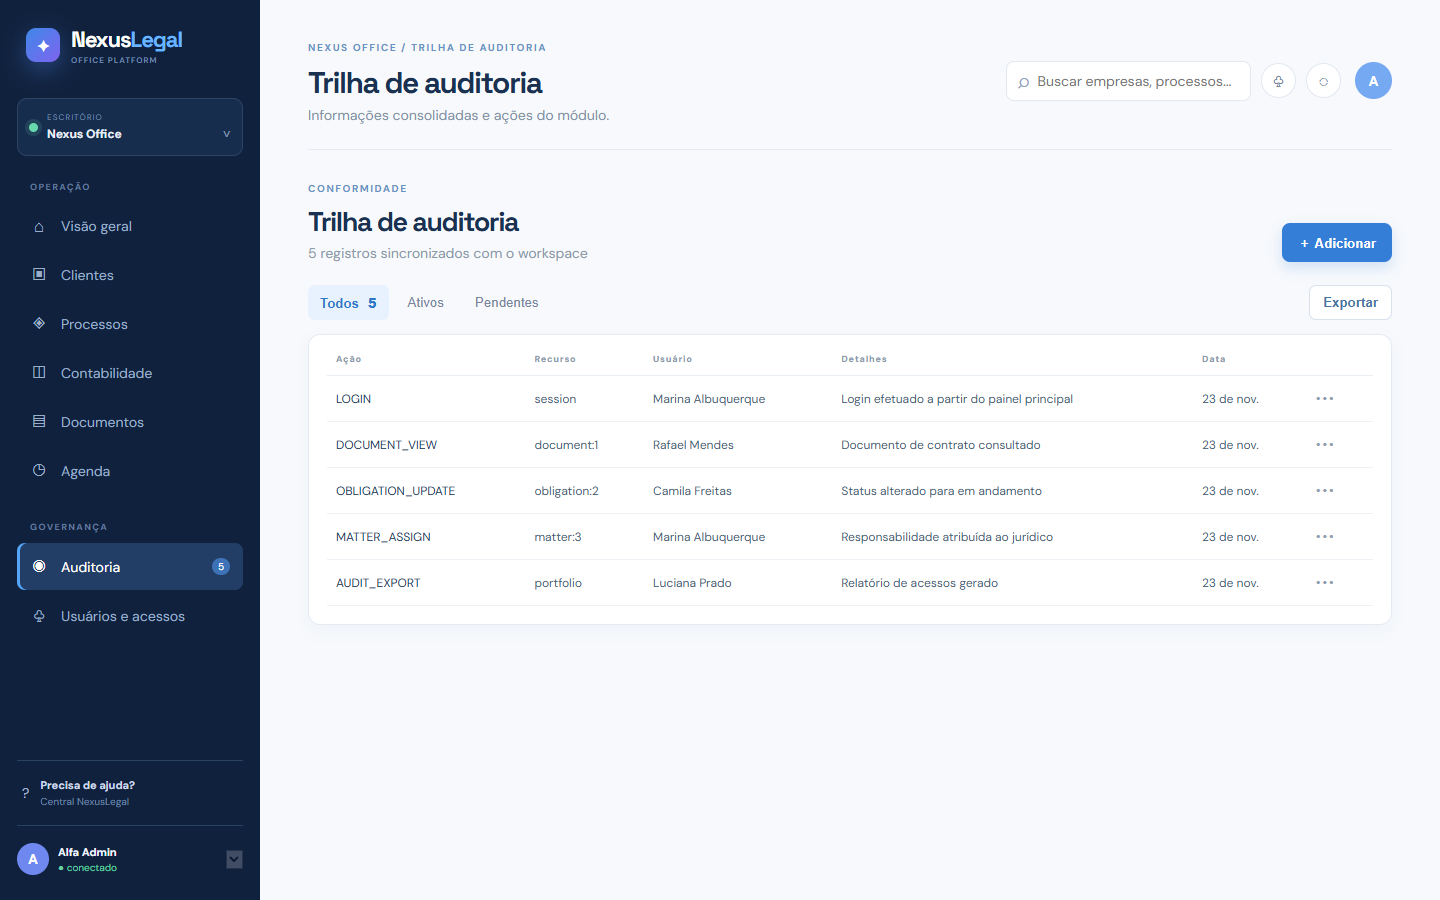 NexusLegal
OFFICE PLATFORM
ESCRITÓRIO
Nexus Office
OPERAÇÃO
Visão geral
Clientes
Processos
Contabilidade
Documentos
Agenda
GOVERNANÇA
Auditoria 5
Usuários e acessos
? Precisa de ajuda?
Central NexusLegal
A Alfa Admin
conectado
NEXUS OFFICE / TRILHA DE AUDITORIA
Trilha de auditoria
Informações consolidadas e ações do módulo.
Buscar empresas, processos...
A
CONFORMIDADE
Trilha de auditoria
5 registros sincronizados com o workspace
+ Adicionar
Todos 5 Ativos Pendentes
Exportar
Ação Recurso Usuário Detalhes Data
LOGIN session Marina Albuquerque Login efetuado a partir do painel principal 23 de nov. •••
DOCUMENT_VIEW document:1 Rafael Mendes Documento de contrato consultado 23 de nov. •••
OBLIGATION_UPDATE obligation:2 Camila Freitas Status alterado para em andamento 23 de nov. •••
MATTER_ASSIGN matter:3 Marina Albuquerque Responsabilidade atribuída ao jurídico 23 de nov. •••
AUDIT_EXPORT portfolio Luciana Prado Relatório de acessos gerado 23 de nov. •••